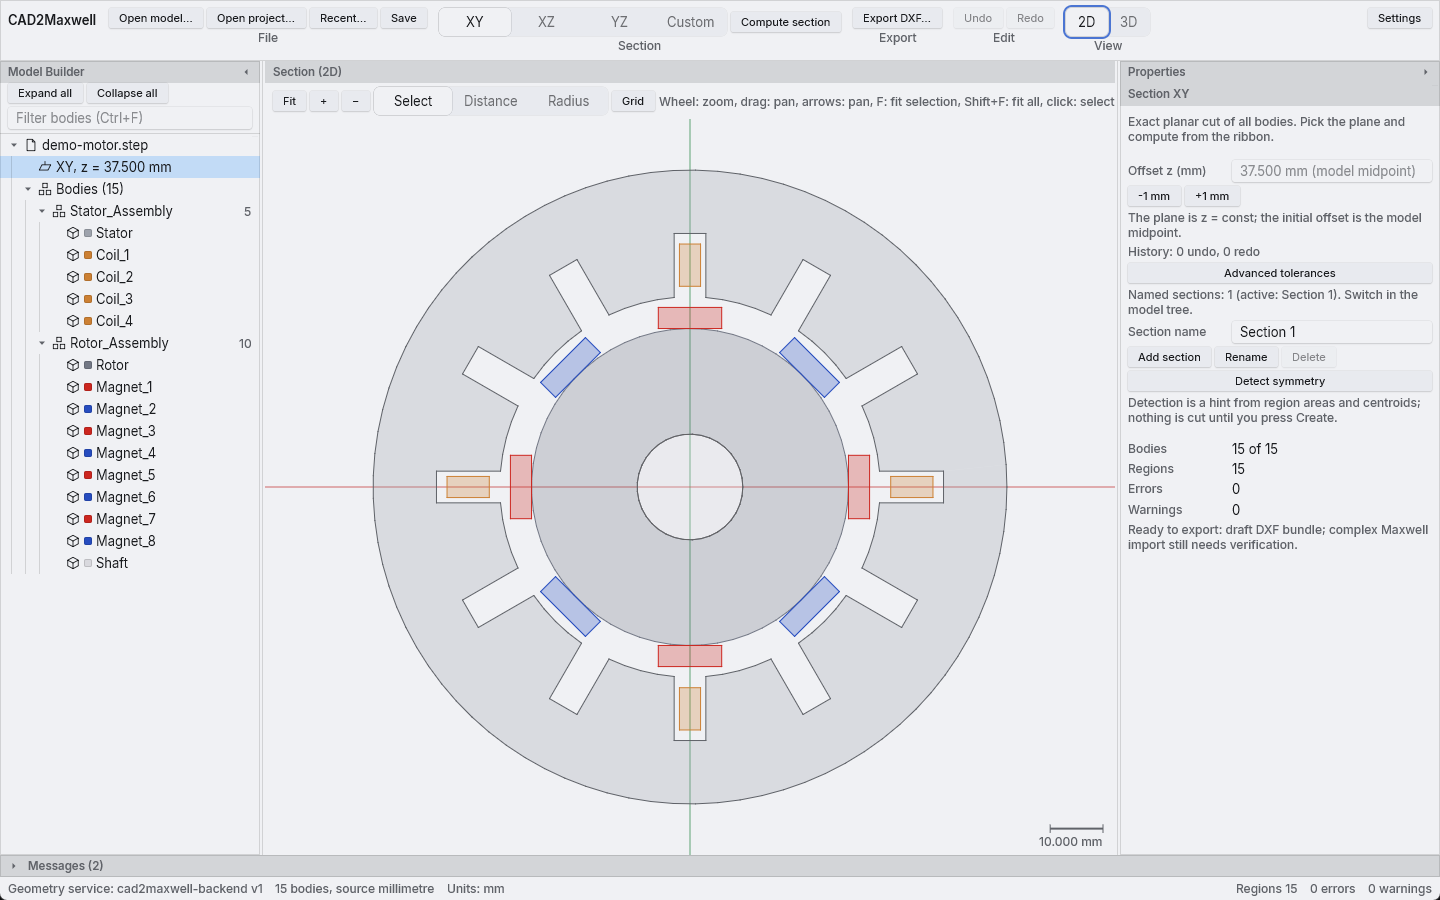 CAD2Maxwell
Open model...
Open project...
Recent...
Save
File
XY
XZ
YZ
Custom
Compute section
Section
Export DXF...
Export
Undo
Redo
Edit
2D
3D
View
Settings
Model Builder
Expand all
Collapse all
Filter bodies (Ctrl+F)
demo-motor.step
XY, z = 37.500 mm
Bodies (15)
Stator_Assembly 5
Stator
Coil_1
Coil_2
Coil_3
Coil_4
Rotor_Assembly 10
Rotor
Magnet_1
Magnet_2
Magnet_3
Magnet_4
Magnet_5
Magnet_6
Magnet_7
Magnet_8
Shaft
Section (2D)
Fit
+
−
Select
Distance
Radius
Grid
Wheel: zoom, drag: pan, arrows: pan, F: fit selection, Shift+F: fit all, click: select
10.000 mm
Properties
Section XY
Exact planar cut of all bodies. Pick the plane and
compute from the ribbon.
Offset z (mm) 37.500 mm (model midpoint)
-1 mm
+1 mm
The plane is z = const; the initial offset is the model
midpoint.
History: 0 undo, 0 redo
Advanced tolerances
Named sections: 1 (active: Section 1). Switch in the
model tree.
Section name Section 1
Add section
Rename
Delete
Detect symmetry
Detection is a hint from region areas and centroids;
nothing is cut until you press Create.
Bodies 15 of 15
Regions 15
Errors 0
Warnings 0
Ready to export: draft DXF bundle; complex Maxwell
import still needs verification.
Messages (2)
Geometry service: cad2maxwell-backend v1 15 bodies, source millimetre Units: mm
Regions 15 0 errors 0 warnings